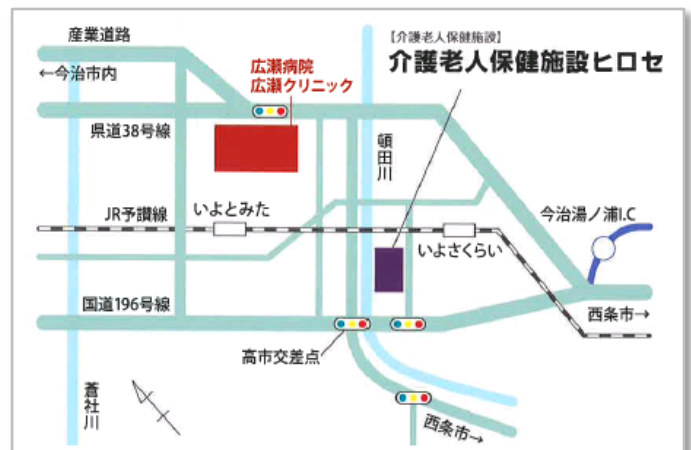 産業道路
←今治市内
広瀬病院
広瀬クリニック
【介護老人保健施設】
介護老人保健施設ヒロセ
県道38号線
頓田川
JR予讃線
いよとみた
いよさくらい
今治湯ノ浦I.C
国道196号線
西条市→
高市交差点
蒼社川
西条市→